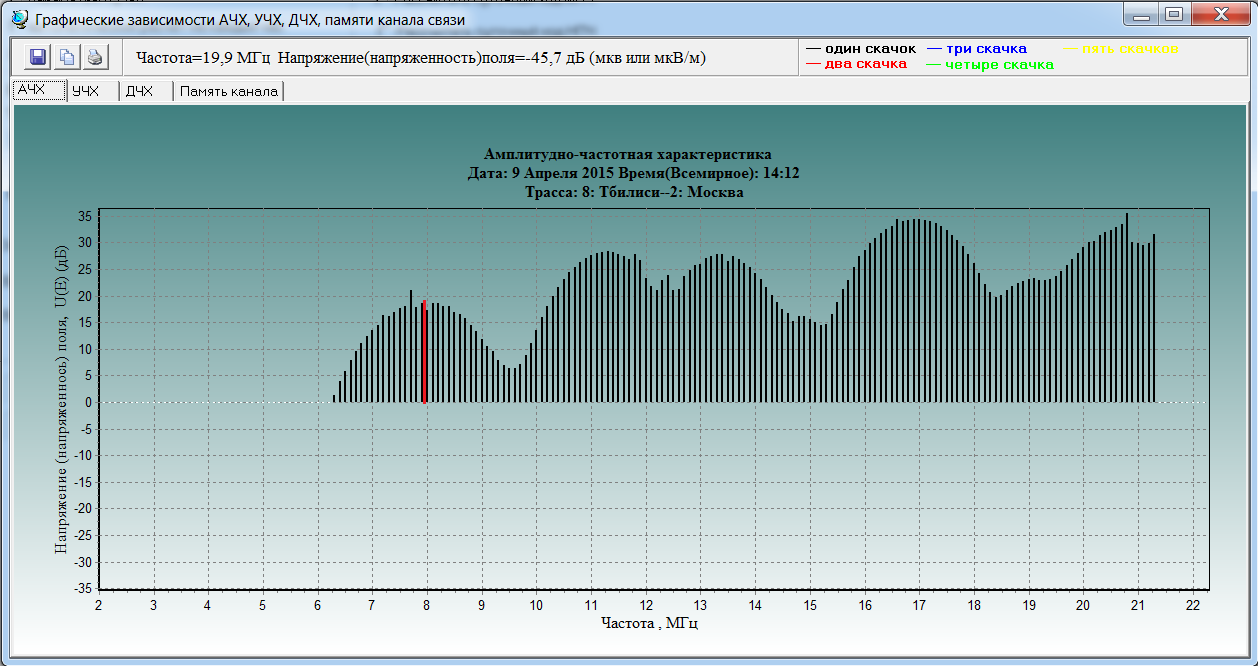 Графические зависимости АЧХ, УЧХ, ДЧХ, памяти канала связи
Частота=19,9 МГц Напряжение(напряженность)поля=-45,7 дБ (мкв или мкВ/м)
один скачок
три скачка
пять скачков
два скачка
четыре скачка
АЧХ
УЧХ
ДЧХ
Память канала
Амплитудно-частотная характеристика
Дата: 9 Апреля 2015 Время(Всемирное): 14:12
Трасса: 8: Тбилиси--2: Москва
Напряжение (напряженнось) поля, U(E) (дБ)
35
30
25
20
15
10
5
0
-5
-10
-15
-20
-25
-30
-35
2 3 4 5 6 7 8 9 10 11 12 13 14 15 16 17 18 19 20 21 22
Частота , МГц